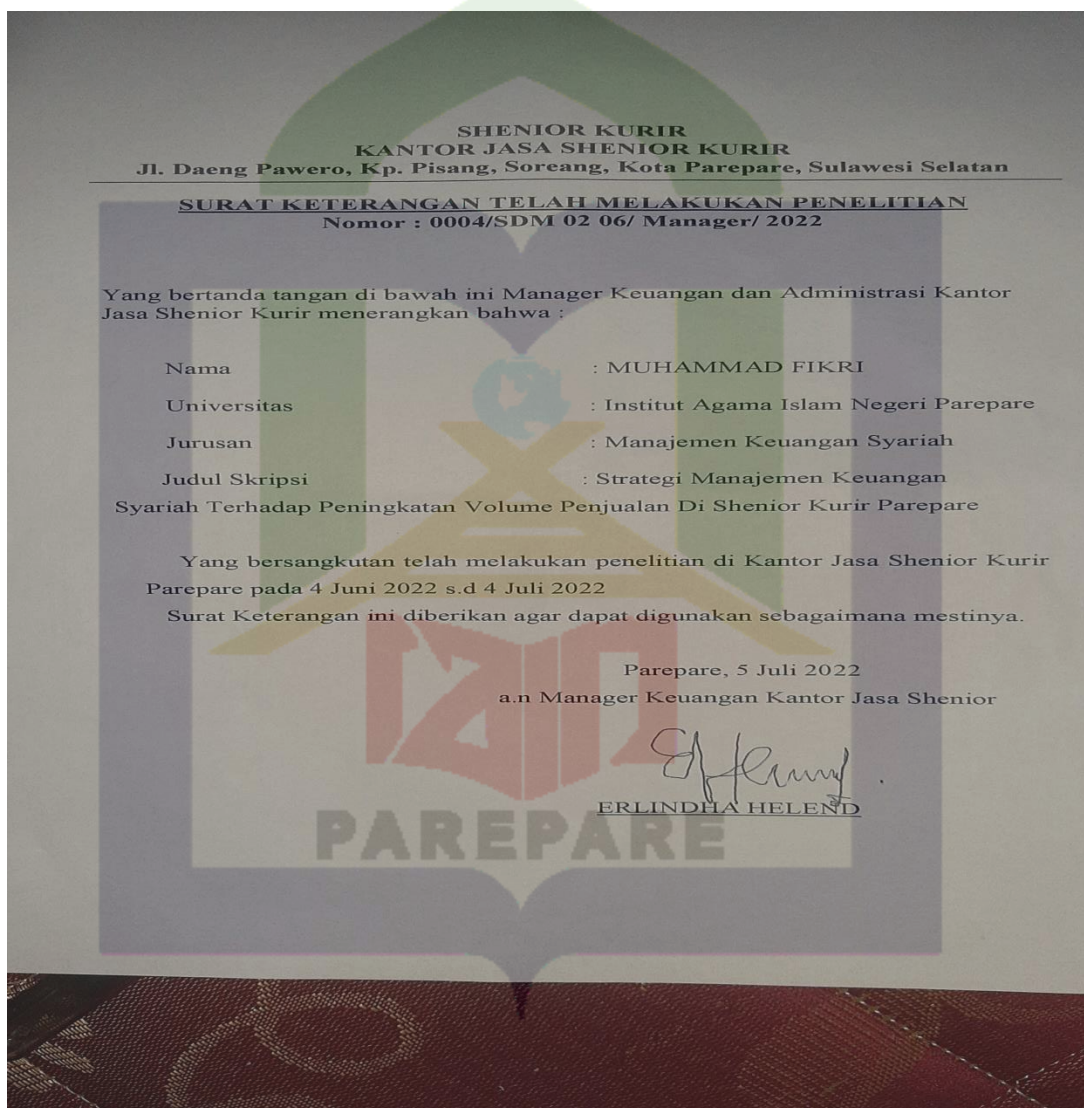 SHENIOR KURIR
KANTOR JASA SHENIOR KURIR
Jl. Daeng Pawero, Kp. Pisang, Soreang, Kota Parepare, Sulawesi Selatan
SURAT KETERANGAN TELAH MELAKUKAN PENELITIAN
Nomor : 0004/SDM 02 06/ Manager/ 2022
Yang bertanda tangan di bawah ini Manager Keuangan dan Administrasi Kantor
Jasa Shenior Kurir menerangkan bahwa :
Nama : MUHAMMAD FIKRI
Universitas : Institut Agama Islam Negeri Parepare
Jurusan : Manajemen Keuangan Syariah
Judul Skripsi : Strategi Manajemen Keuangan
Syariah Terhadap Peningkatan Volume Penjualan Di Shenior Kurir Parepare
Yang bersangkutan telah melakukan penelitian di Kantor Jasa Shenior Kurir
Parepare pada 4 Juni 2022 s.d 4 Juli 2022
Surat Keterangan ini diberikan agar dapat digunakan sebagaimana mestinya.
Parepare, 5 Juli 2022
a.n Manager Keuangan Kantor Jasa Shenior
ERLINDHA HELEND
PAREPARE